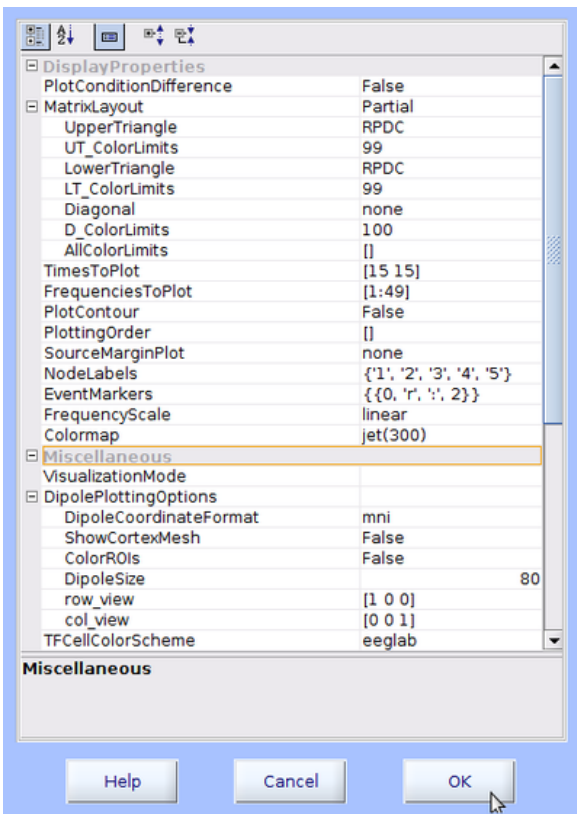 DisplayProperties
PlotConditionDifference False
MatrixLayout Partial
UpperTriangle RPDC
UT_ColorLimits 99
LowerTriangle RPDC
LT_ColorLimits 99
Diagonal none
D_ColorLimits 100
AllColorLimits []
TimesToPlot [15 15]
FrequenciesToPlot [1:49]
PlotContour False
PlottingOrder []
SourceMarginPlot none
NodeLabels {'1', '2', '3', '4', '5'}
EventMarkers {{0, 'r', ':', 2}}
FrequencyScale linear
Colormap jet(300)
Miscellaneous
VisualizationMode
DipolePlottingOptions
DipoleCoordinateFormat mni
ShowCortexMesh False
ColorROIs False
DipoleSize 80
row_view [1 0 0]
col_view [0 0 1]
TFCellColorScheme eeglab
Miscellaneous
Help Cancel OK